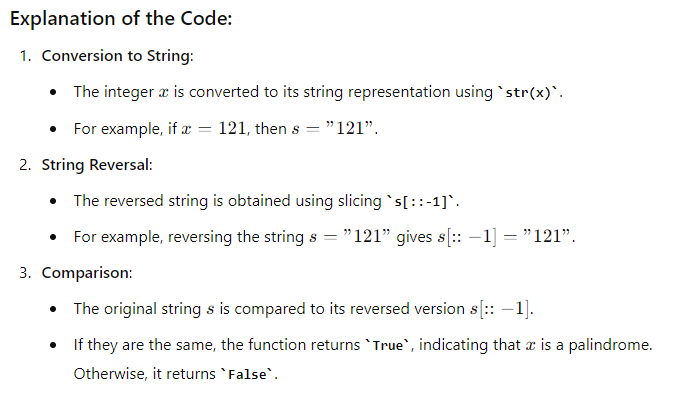 Explanation of the Code:
1. Conversion to String:
• The integer x is converted to its string representation using `str(x)`.
• For example, if x = 121, then s = ”121”.
2. String Reversal:
• The reversed string is obtained using slicing `s[::-1]`.
• For example, reversing the string s = ”121” gives s[:: −1] = ”121”.
3. Comparison:
• The original string s is compared to its reversed version s[:: −1].
• If they are the same, the function returns `True`, indicating that x is a palindrome.
Otherwise, it returns `False`.